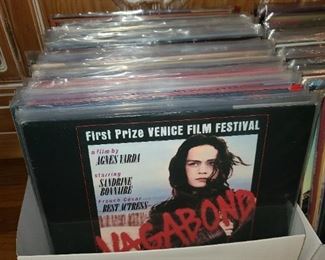 First Prize VENICE FILM FESTIVAL
a film by
AGNES VARDA
starring
SANDRINE
BONNAIRE
French Cesar...
BEST ACTRESS
VAGABOND